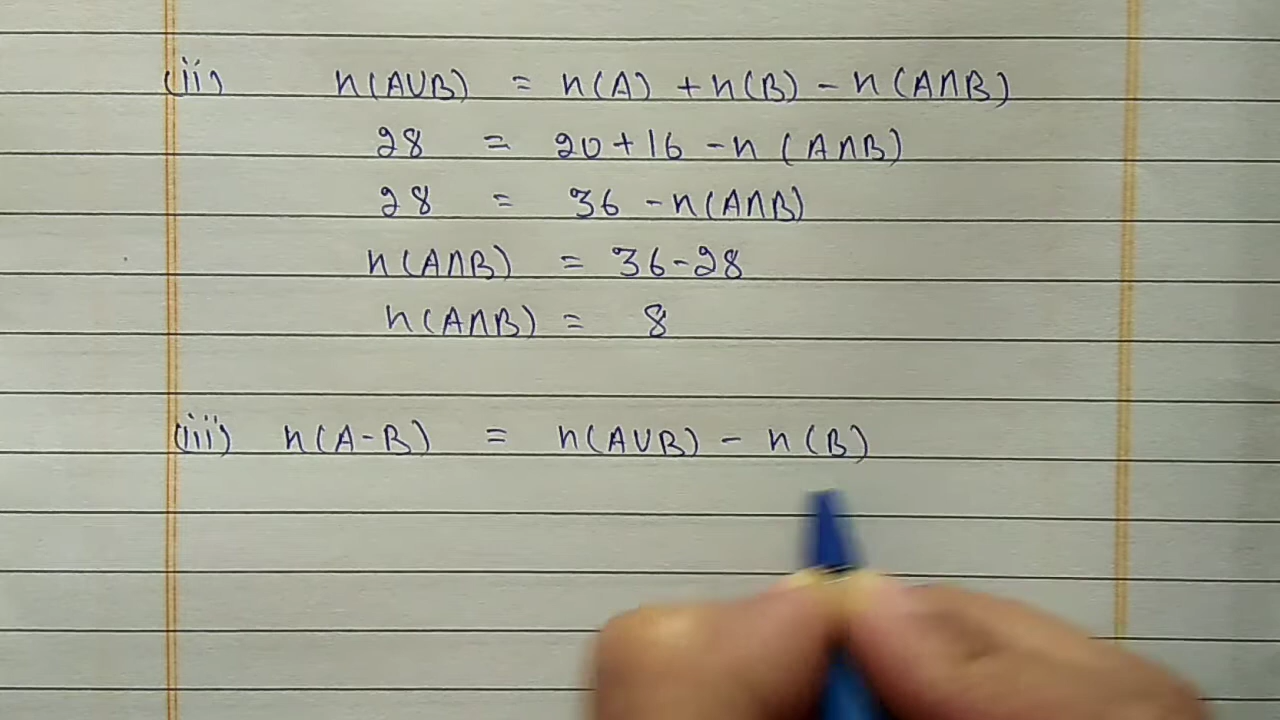 (ii) n(A∪B) = n(A) + n(B) - n(A∩B)
28 = 20 + 16 - n(A∩B)
28 = 36 - n(A∩B)
n(A∩B) = 36 - 28
n(A∩B) = 8
(iii) n(A-B) = n(A∪B) - n(B)